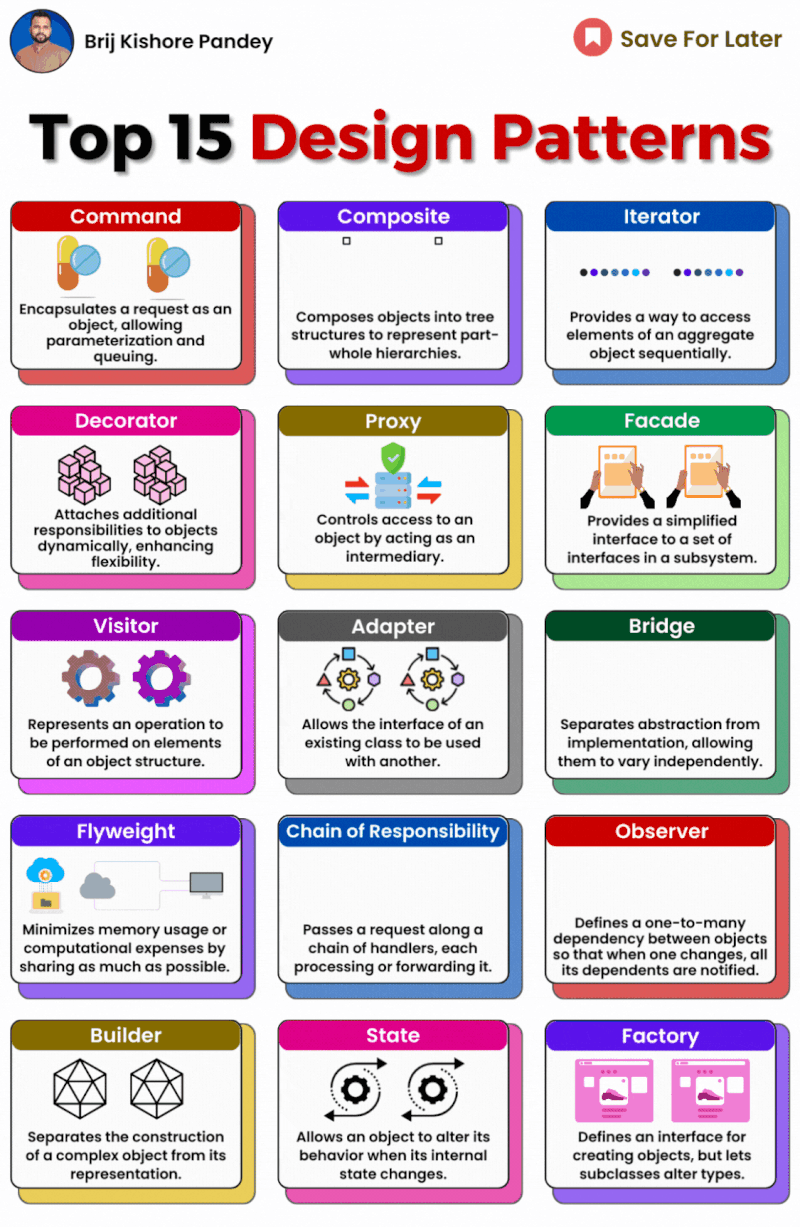 Brij Kishore Pandey
Save For Later
Top 15 Design Patterns
Command
Encapsulates a request as an
object, allowing
parameterization and
queuing.
Composite
Composes objects into tree
structures to represent part-
whole hierarchies.
Iterator
Provides a way to access
elements of an aggregate
object sequentially.
Decorator
Attaches additional
responsibilities to objects
dynamically, enhancing
flexibility.
Proxy
Controls access to an
object by acting as an
intermediary.
Facade
Provides a simplified
interface to a set of
interfaces in a subsystem.
Visitor
Represents an operation to
be performed on elements
of an object structure.
Adapter
Allows the interface of an
existing class to be used
with another.
Bridge
Separates abstraction from
implementation, allowing
them to vary independently.
Flyweight
Minimizes memory usage or
computational expenses by
sharing as much as possible.
Chain of Responsibility
Passes a request along a
chain of handlers, each
processing or forwarding it.
Observer
Defines a one-to-many
dependency between objects
so that when one changes, all
its dependents are notified.
Builder
Separates the construction
of a complex object from its
representation.
State
Allows an object to alter its
behavior when its internal
state changes.
Factory
Defines an interface for
creating objects, but lets
subclasses alter types.